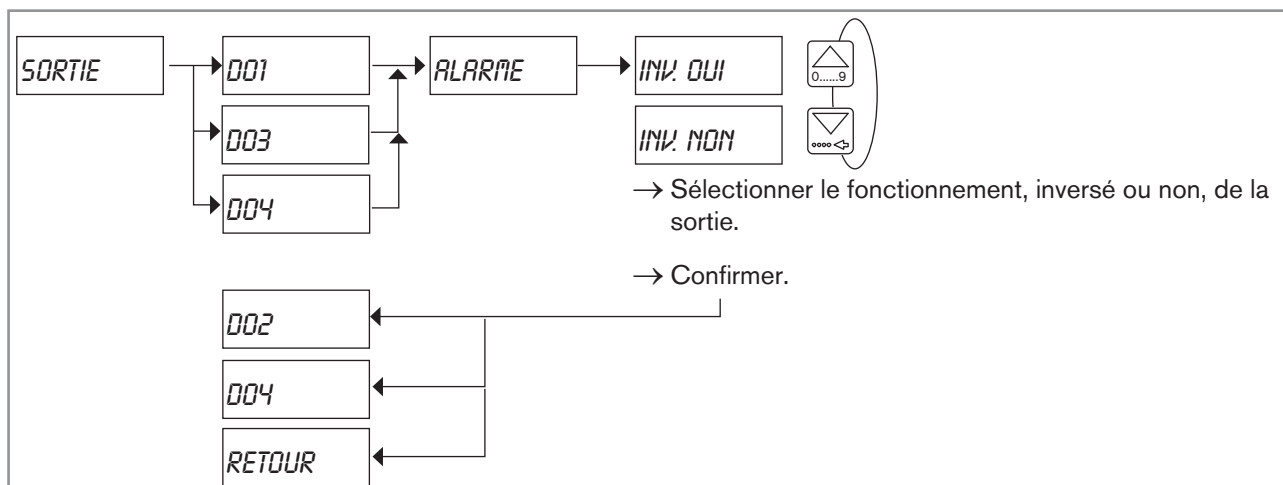 SORTIE
DO1
ALARME
INV. OUI
0......9
DO3
INV. NON
DO4
→ Sélectionner le fonctionnement, inversé ou non, de la
sortie.
→ Confirmer.
DO2
DO4
RETOUR